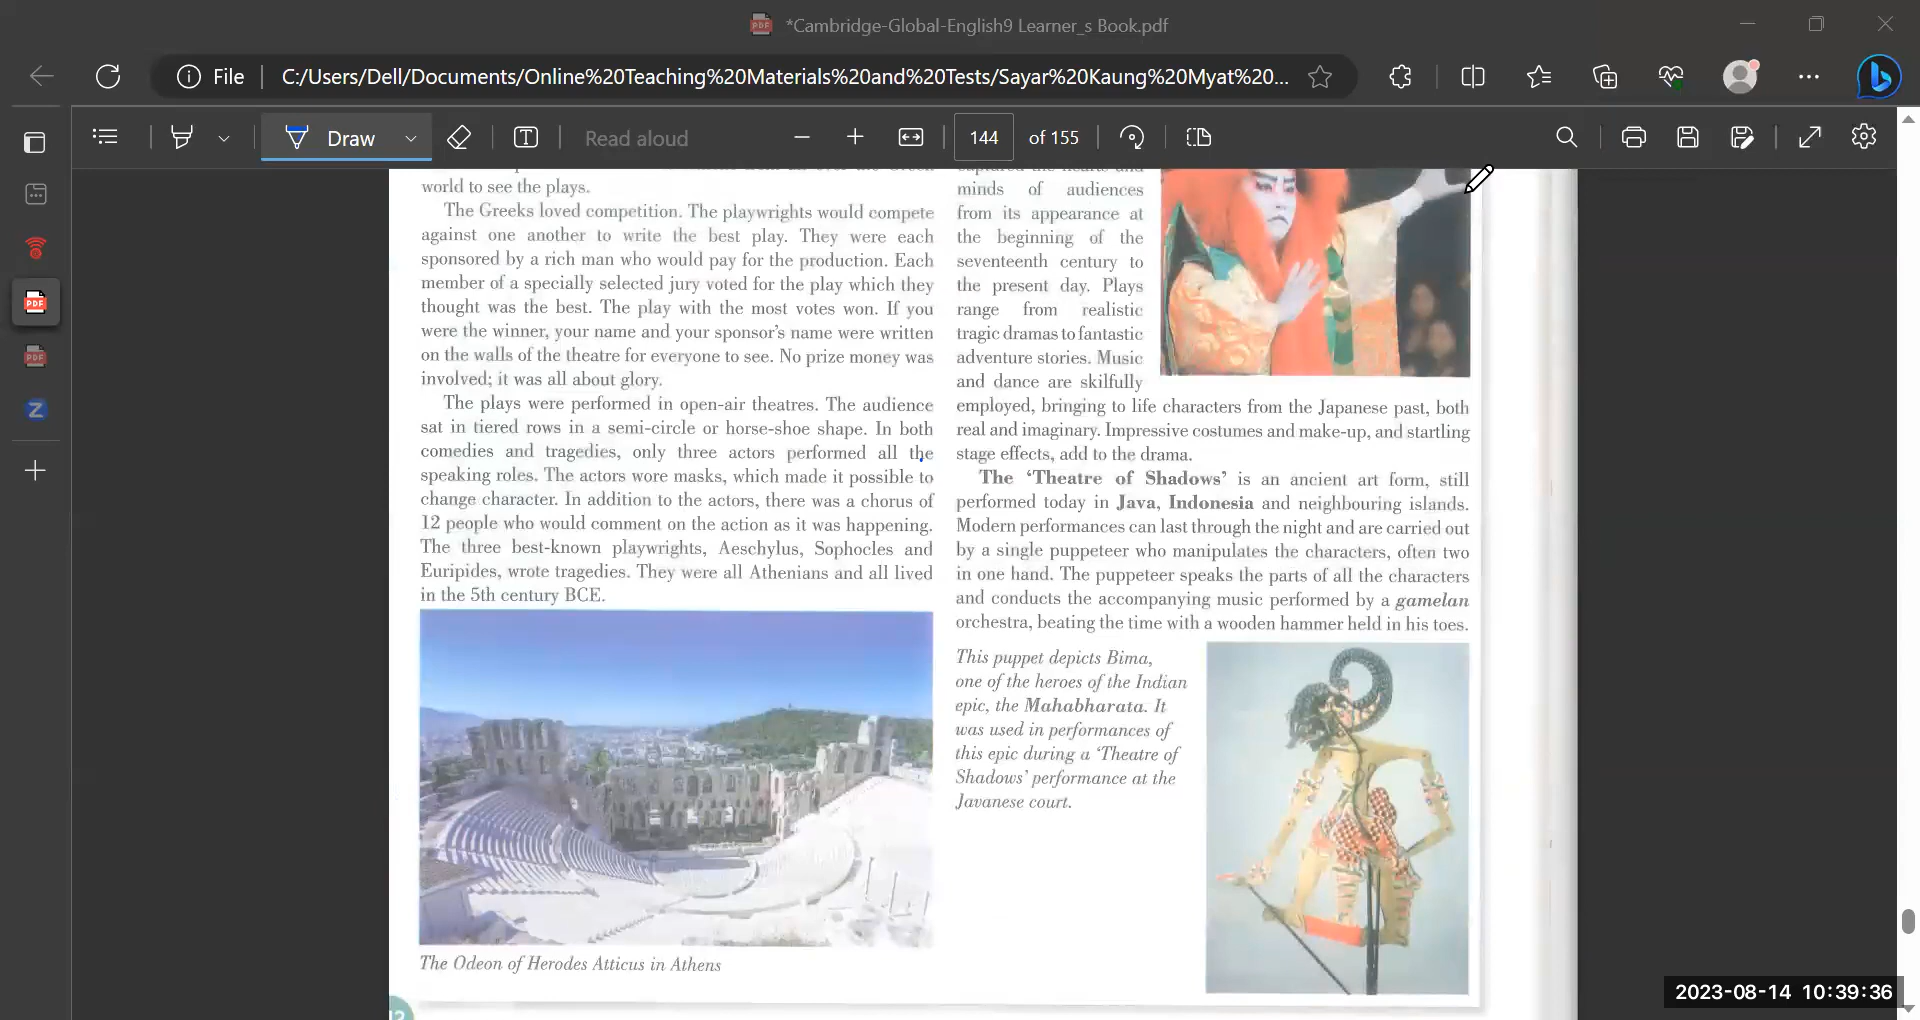 *Cambridge-Global-English9 Learner_s Book.pdf
File
C:/Users/Dell/Documents/Online%20Teaching%20Materials%20and%20Tests/Sayar%20Kaung%20Myat%20...
Draw
Read aloud
144 of 155
world to see the plays.
The Greeks loved competition. The playwrights would compete
against one another to write the best play. They were each
sponsored by a rich man who would pay for the production. Each
member of a specially selected jury voted for the play which they
thought was the best. The play with the most votes won. If you
were the winner, your name and your sponsor's name were written
on the walls of the theatre for everyone to see. No prize money was
involved; it was all about glory.
The plays were performed in open-air theatres. The audience
sat in tiered rows in a semi-circle or horse-shoe shape. In both
comedies and tragedies, only three actors performed all the
speaking roles. The actors wore masks, which made it possible to
change character. In addition to the actors, there was a chorus of
12 people who would comment on the action as it was happening.
The three best-known playwrights, Aeschylus, Sophocles and
Euripides, wrote tragedies. They were all Athenians and all lived
in the 5th century BCE.
The Odeon of Herodes Atticus in Athens
captured the hearts and
minds of audiences
from its appearance at
the beginning of the
seventeenth century to
the present day. Plays
range from realistic
tragic dramas to fantastic
adventure stories. Music
and dance are skilfully
employed, bringing to life characters from the Japanese past, both
real and imaginary. Impressive costumes and make-up, and startling
stage effects, add to the drama.
The 'Theatre of Shadows' is an ancient art form, still
performed today in Java, Indonesia and neighbouring islands.
Modern performances can last through the night and are carried out
by a single puppeteer who manipulates the characters, often two
in one hand. The puppeteer speaks the parts of all the characters
and conducts the accompanying music performed by a gamelan
orchestra, beating the time with a wooden hammer held in his toes.
This puppet depicts Bima,
one of the heroes of the Indian
epic, the Mahabharata. It
was used in performances of
this epic during a 'Theatre of
Shadows' performance at the
Javanese court.
2023-08-14 10:39:36